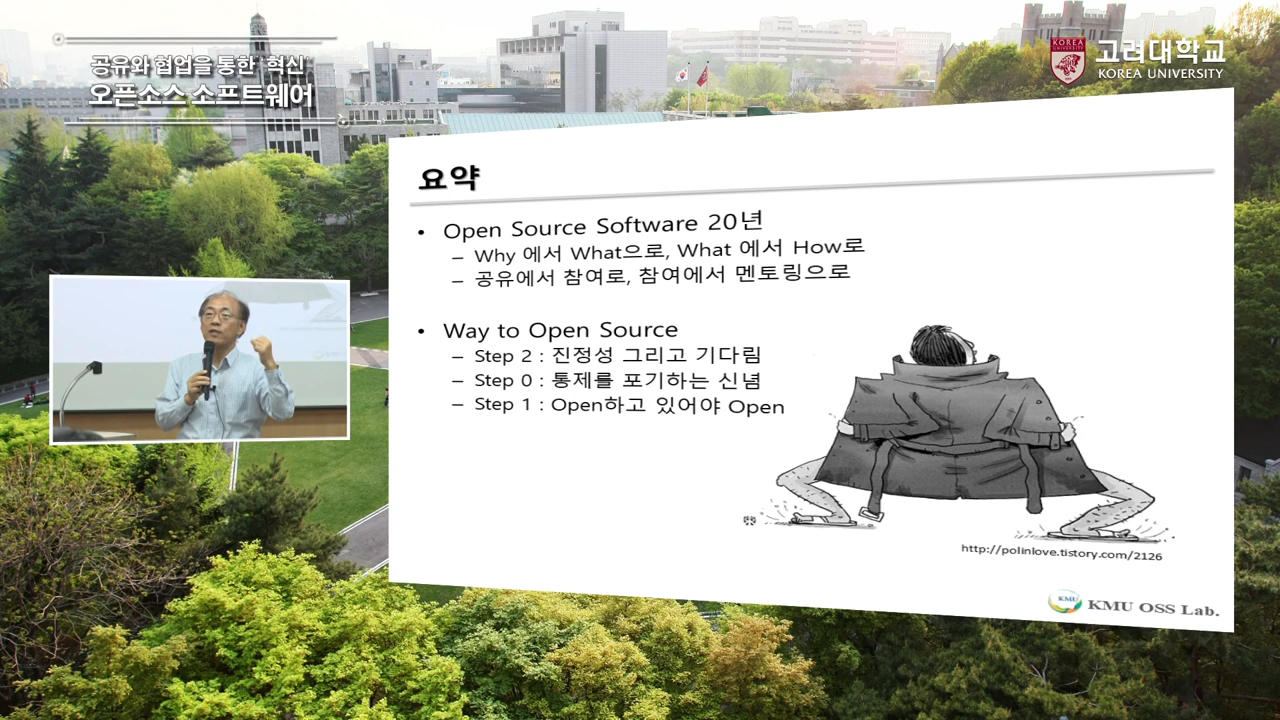 공유와 협업을 통한 혁신
오픈소스 소프트웨어
KOREA
UNIVERSITY
고려대학교
KOREA UNIVERSITY
요약
• Open Source Software 20년
– Why 에서 What으로, What 에서 How로
– 공유에서 참여로, 참여에서 멘토링으로
• Way to Open Source
– Step 2 : 진정성 그리고 기다림
– Step 0 : 통제를 포기하는 신념
– Step 1 : Open하고 있어야 Open
http://polinlove.tistory.com/2126
KMU
KMU OSS Lab.